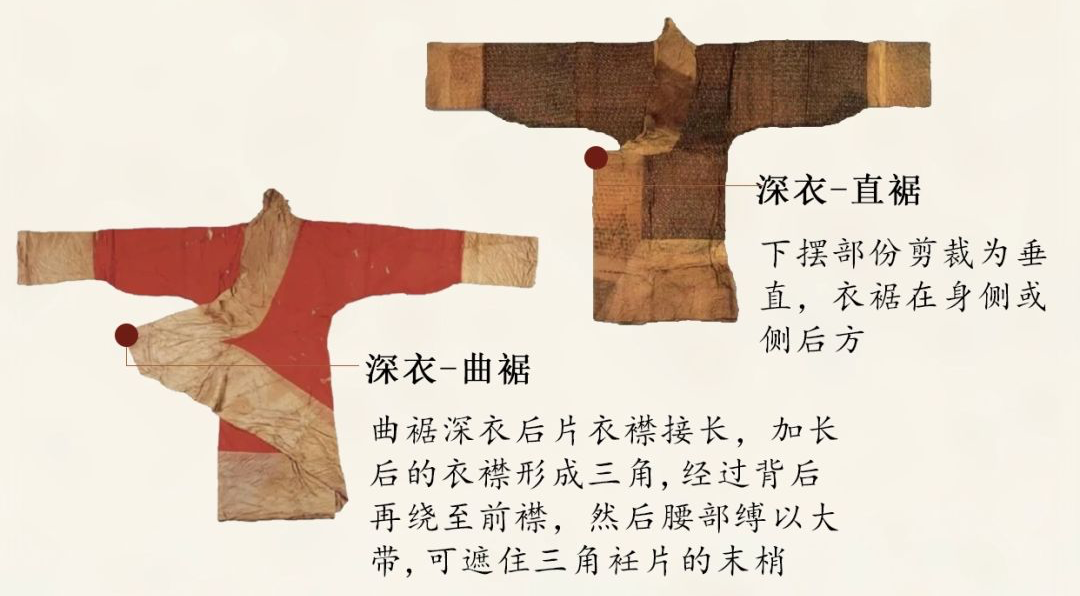 深衣-直裾
下摆部份剪裁为垂
直，衣裾在身侧或
侧后方
深衣-曲裾
曲裾深衣后片衣襟接长，加长
后的衣襟形成三角,经过背后
再绕至前襟，然后腰部缚以大
带,可遮住三角衽片的末梢